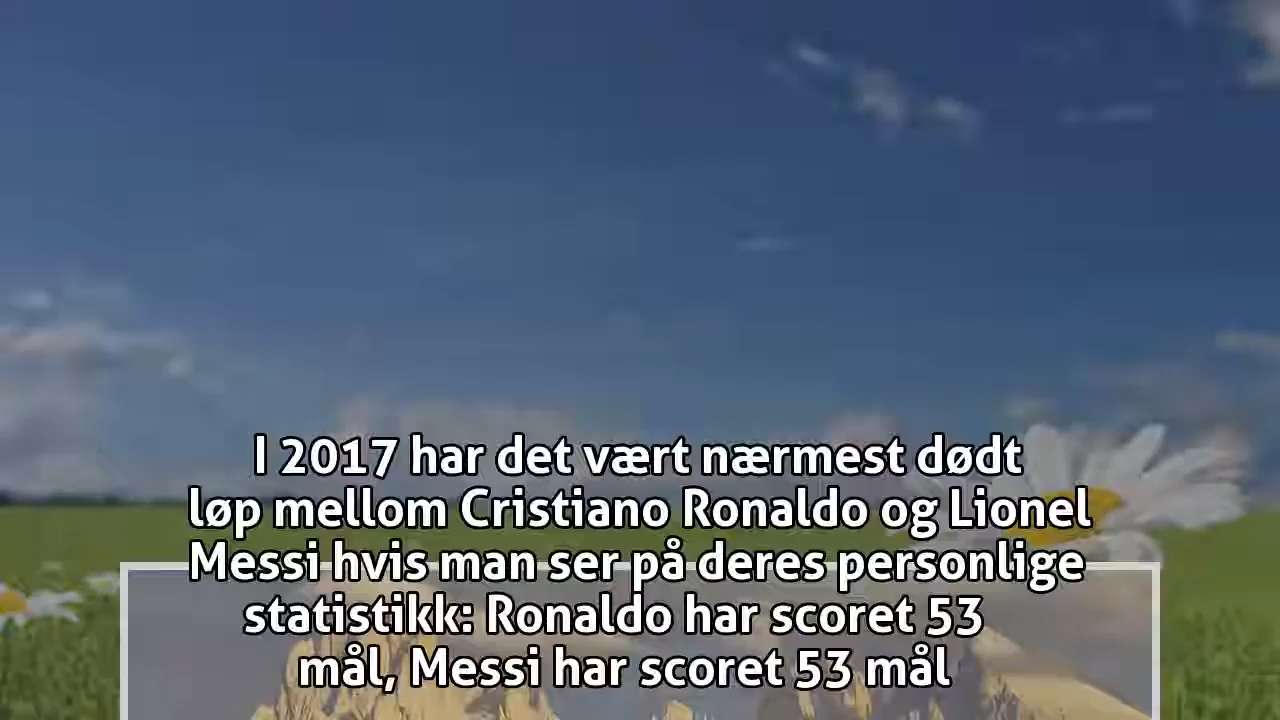 I 2017 har det vært nærmest dødt
løp mellom Cristiano Ronaldo og Lionel
Messi hvis man ser på deres personlige
statistikk: Ronaldo har scoret 53
mål, Messi har scoret 53 mål